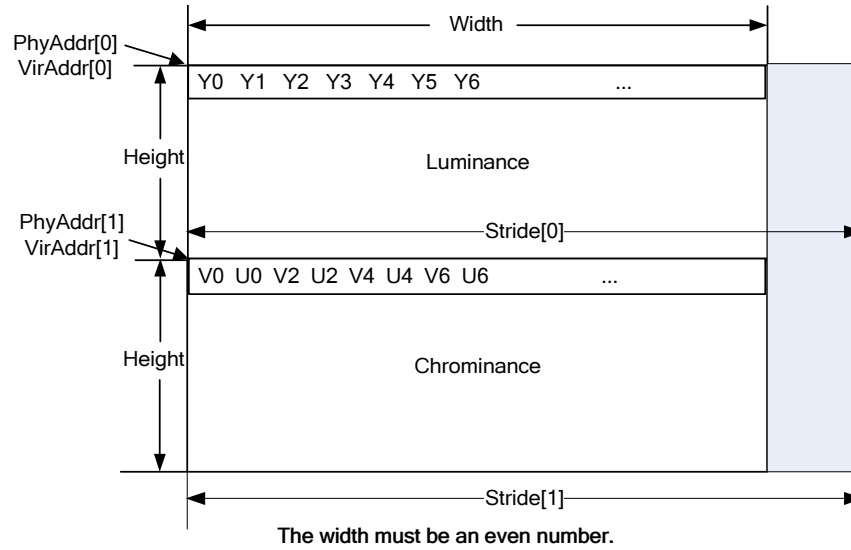 Width
PhyAddr[0]
VirAddr[0]
Y0 Y1 Y2 Y3 Y4 Y5 Y6 ...
Height
Luminance
PhyAddr[1]
VirAddr[1]
Stride[0]
V0 U0 V2 U2 V4 U4 V6 U6 ...
Height
Chrominance
Stride[1]
The width must be an even number.